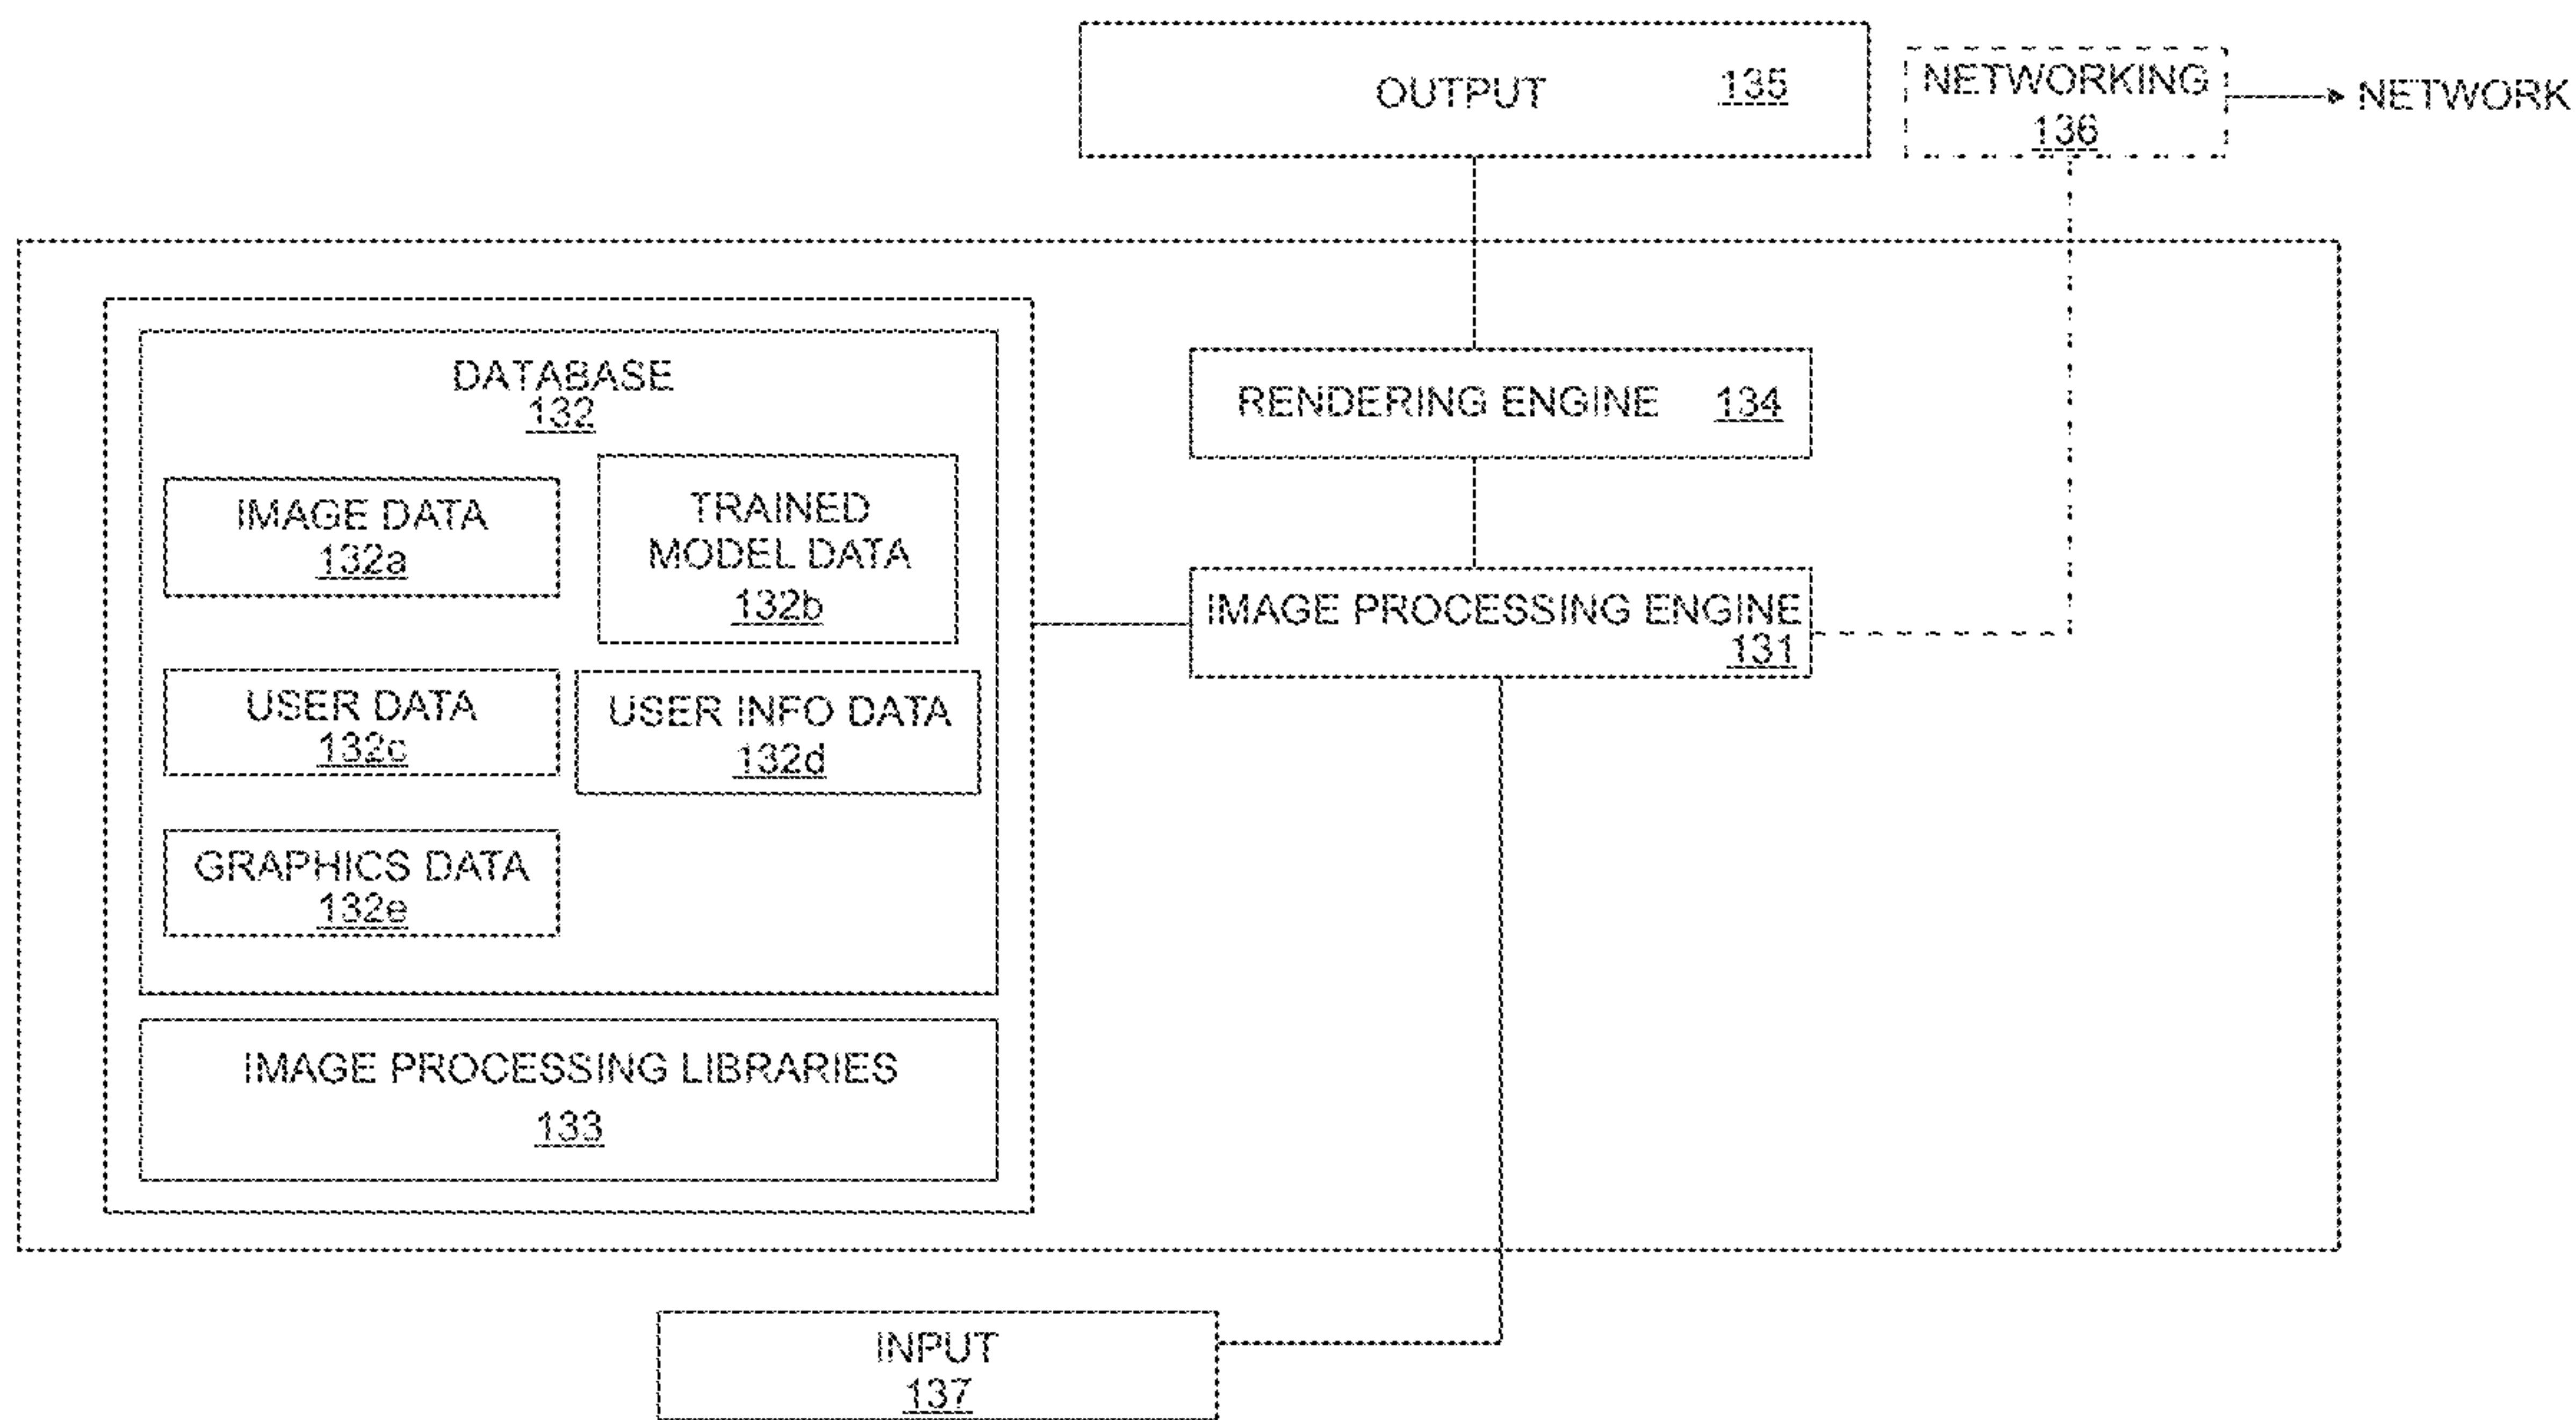 OUTPUT 135
NETWORKING
136
NETWORK
DATABASE
132
IMAGE DATA
132a
TRAINED
MODEL DATA
132b
USER DATA
132c
USER INFO DATA
132d
GRAPHICS DATA
132e
IMAGE PROCESSING LIBRARIES
133
RENDERING ENGINE 134
IMAGE PROCESSING ENGINE
131
INPUT
137